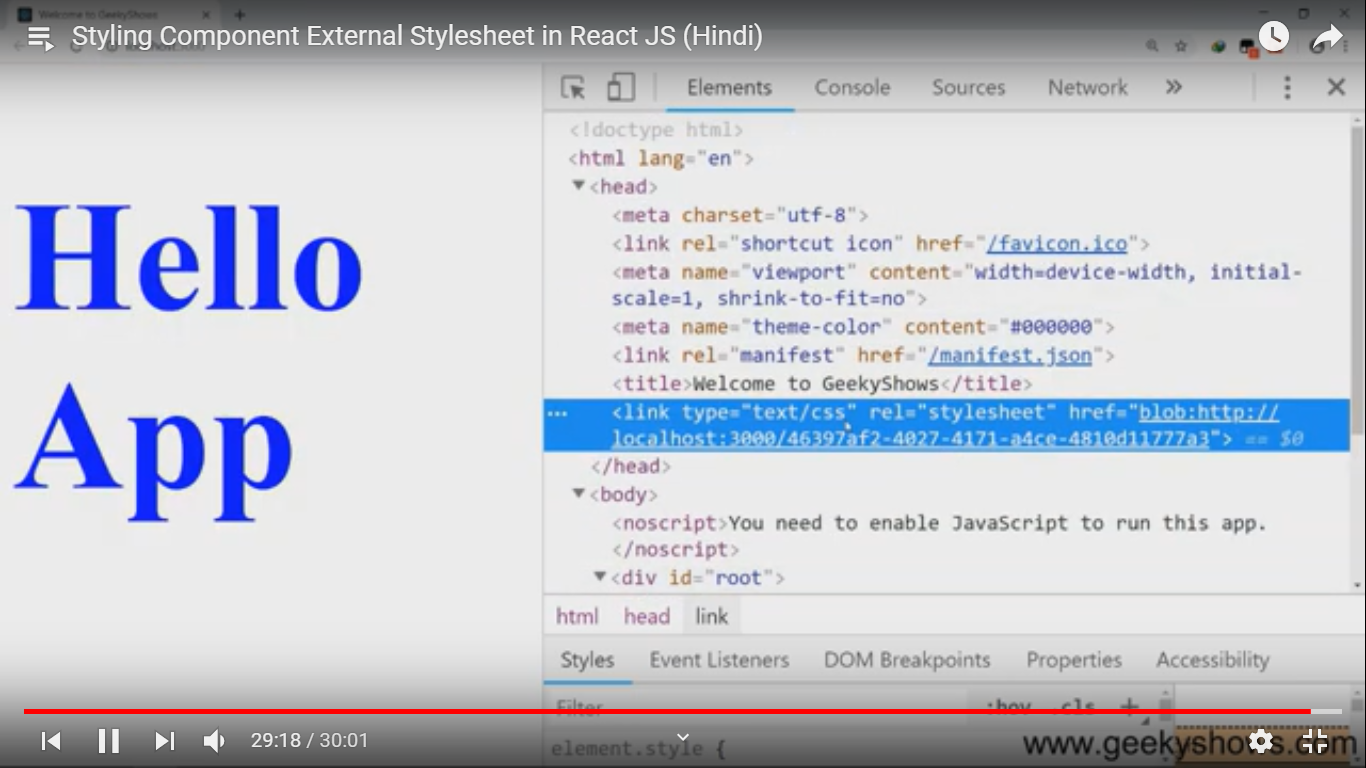 Welcome to GeekyShows
Styling Component External Stylesheet in React JS (Hindi)
Elements Console Sources Network »
<!doctype html>
<html lang="en">
<head>
<meta charset="utf-8">
<link rel="shortcut icon" href="/favicon.ico">
<meta name="viewport" content="width=device-width, initial-
scale=1, shrink-to-fit=no">
<meta name="theme-color" content="#000000">
<link rel="manifest" href="/manifest.json">
<title>Welcome to GeekyShows</title>
<link type="text/css" rel="stylesheet" href="blob:http://
localhost:3000/46397af2-4027-4171-a4ce-4810d11777a3"> == $0
</head>
<body>
<noscript>You need to enable JavaScript to run this app.
</noscript>
<div id="root">
html head link
Styles Event Listeners DOM Breakpoints Properties Accessibility
Filter :hov .cls +
element.style {
Hello
App
29:18 / 30:01
www.geekyshows.com